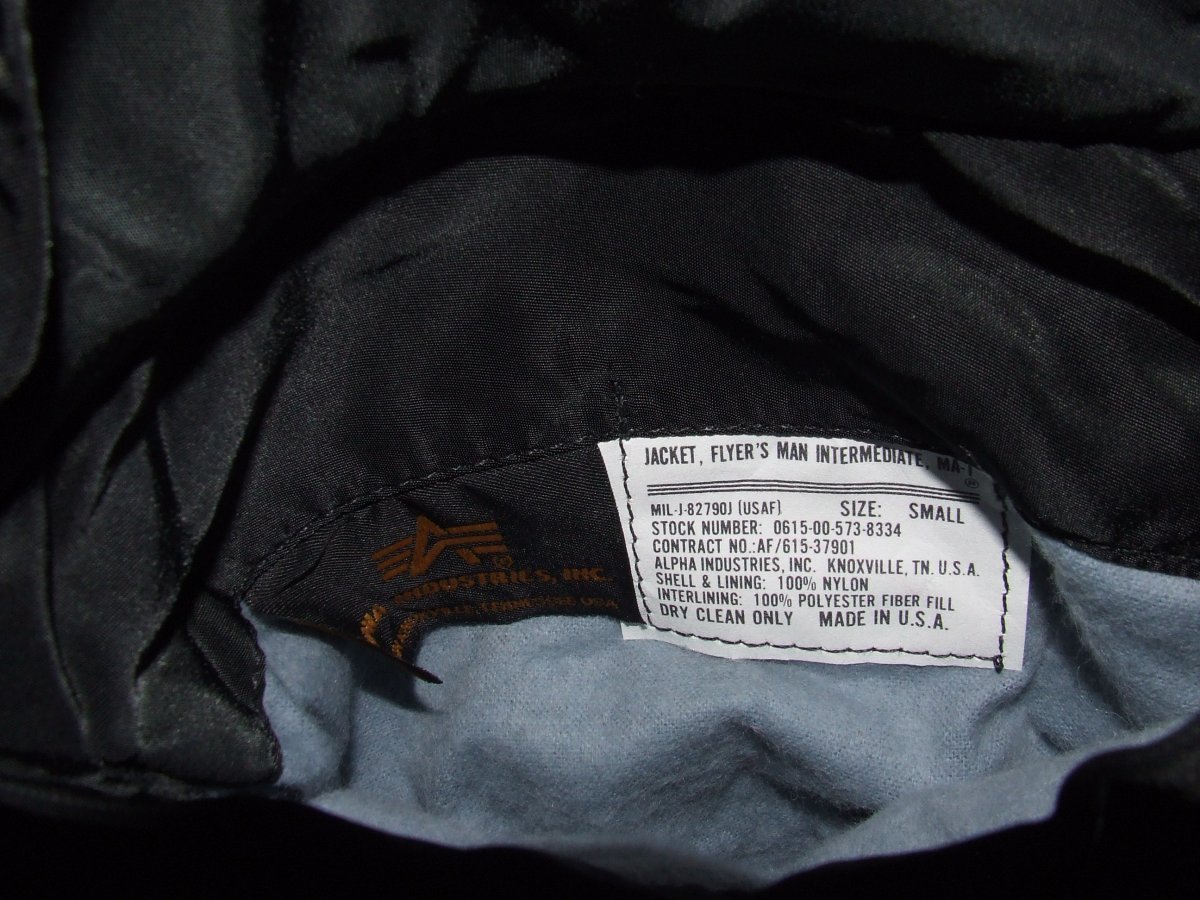 JACKET, FLYER'S MAN INTERMEDIATE, MA-1
®
MIL-J-82790J (USAF) SIZE: SMALL
STOCK NUMBER: 0615-00-573-8334
CONTRACT NO.:AF/615-37901
ALPHA INDUSTRIES, INC. KNOXVILLE, TN. U.S.A.
SHELL & LINING: 100% NYLON
INTERLINING: 100% POLYESTER FIBER FILL
DRY CLEAN ONLY MADE IN U.S.A.
INDUSTRIES, INC.
TENNESSEE USA